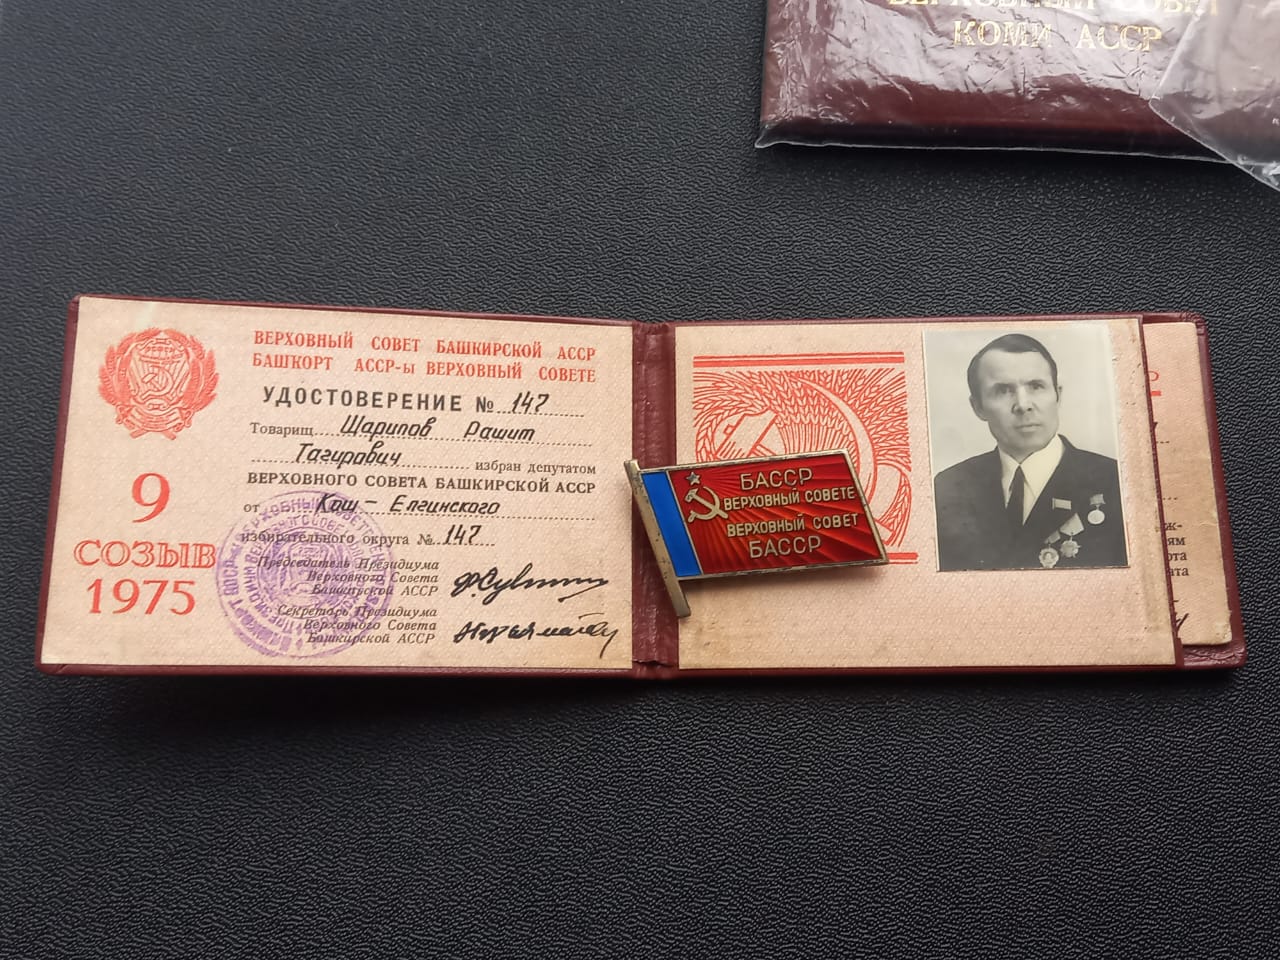 ВЕРХОВНЫЙ СОВЕТ
КОМИ АССР
ВЕРХОВНЫЙ СОВЕТ БАШКИРСКОЙ АССР
БАШКОРТ АССР-ы ВЕРХОВНЫЙ СОВЕТЕ
УДОСТОВЕРЕНИЕ № 147
Товарищ Шарипов Рашит
Тагирович избран депутатом
ВЕРХОВНОГО СОВЕТА БАШКИРСКОЙ АССР
от Кош-Елгинского
избирательного округа № 147
Председатель Президиума
Верховного Совета
Башкирской АССР
Секретарь Президиума
Верховного Совета
Башкирской АССР
9
СОЗЫВ
1975
БАССР
ВЕРХОВНЫЙ СОВЕТЕ
ВЕРХОВНЫЙ СОВЕТ
БАССР